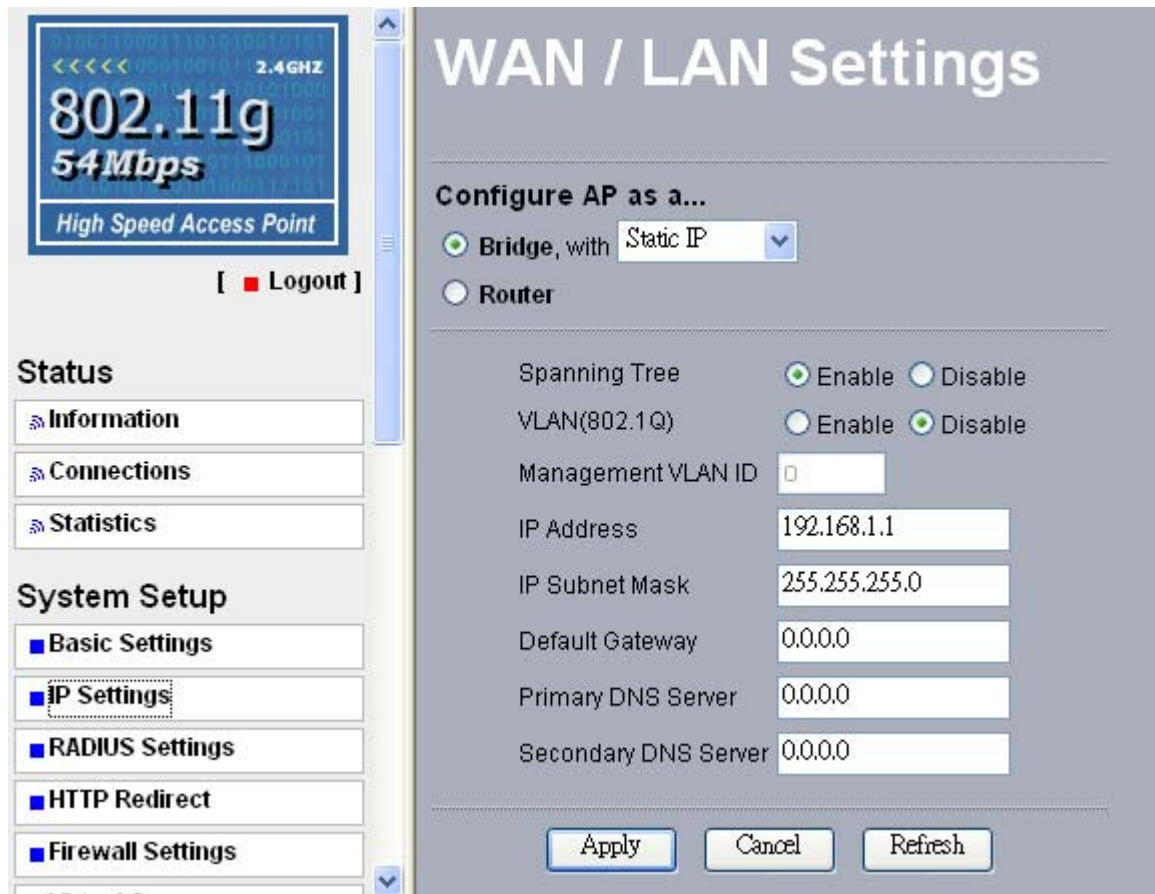 <<<<<
2.4GHZ
802.11g
54Mbps
High Speed Access Point
[ Logout ]
Status
Information
Connections
Statistics
System Setup
Basic Settings
IP Settings
RADIUS Settings
HTTP Redirect
Firewall Settings
WAN / LAN Settings
Configure AP as a...
Bridge, with Static IP
Router
Spanning Tree Enable Disable
VLAN(802.1Q) Enable Disable
Management VLAN ID 0
IP Address 192.168.1.1
IP Subnet Mask 255.255.255.0
Default Gateway 0.0.0.0
Primary DNS Server 0.0.0.0
Secondary DNS Server 0.0.0.0
Apply Cancel Refresh